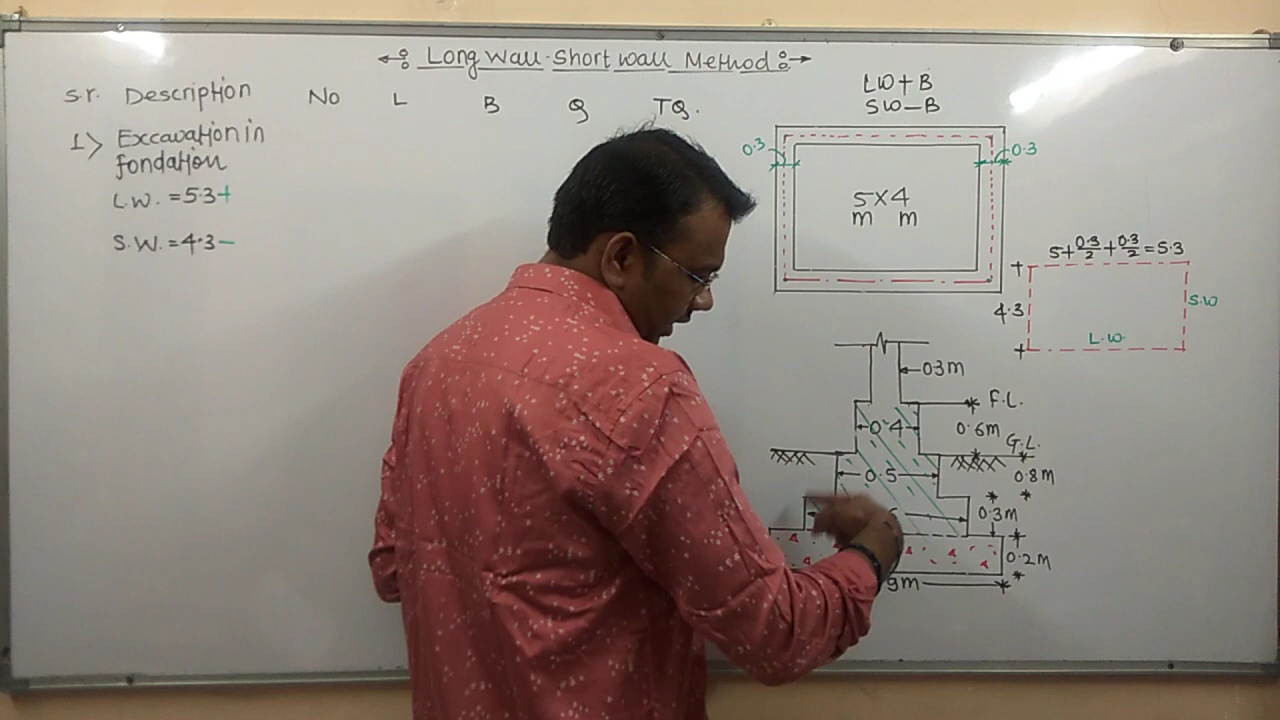 Long wall-Short wall Method
Sr. Description No L B Q TQ.
1> Excavation in
fondation
L.W. = 5.3+
S.W. = 4.3-
LW+B
SW-B
0.3
0.3
5x4
m m
5+0.3/2+0.3/2=5.3
4.3
S.W
L.W.
0.3m
F.L.
0.4
0.6m
G.L.
0.5
0.8m
0.3m
0.2m
9m